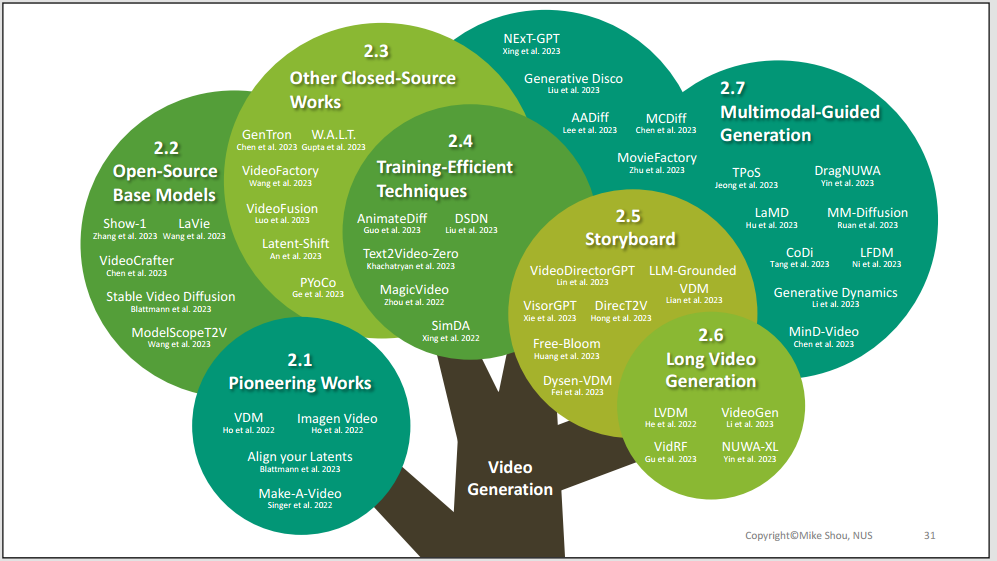 2.3
Other Closed-Source
Works
GenTron W.A.L.T.
Chen et al. 2023 Gupta et al. 2023
VideoFactory
Wang et al. 2023
VideoFusion
Luo et al. 2023
Latent-Shift
An et al. 2023
PYoCo
Ge et al. 2023
NExT-GPT
Xing et al. 2023
Generative Disco
Liu et al. 2023
AADiff MCDiff
Lee et al. 2023 Chen et al. 2023
MovieFactory
Zhu et al. 2023
2.7
Multimodal-Guided
Generation
TPoS DragNUWA
Jeong et al. 2023 Yin et al. 2023
LaMD MM-Diffusion
Hu et al. 2023 Ruan et al. 2023
CoDi LFDM
Tang et al. 2023 Ni et al. 2023
Generative Dynamics
Li et al. 2023
MinD-Video
Chen et al. 2023
2.2
Open-Source
Base Models
Show-1 LaVie
Zhang et al. 2023 Wang et al. 2023
VideoCrafter
Chen et al. 2023
Stable Video Diffusion
Blattmann et al. 2023
ModelScopeT2V
Wang et al. 2023
2.4
Training-Efficient
Techniques
AnimateDiff DSDN
Guo et al. 2023 Liu et al. 2023
Text2Video-Zero
Khachatryan et al. 2023
MagicVideo
Zhou et al. 2022
SimDA
Xing et al. 2022
2.5
Storyboard
VideoDirectorGPT LLM-Grounded
VDM
Lin et al. 2023 Lian et al. 2023
VisorGPT DirecT2V
Xie et al. 2023 Hong et al. 2023
Free-Bloom
Huang et al. 2023
Dysen-VDM
Fei et al. 2023
2.6
Long Video
Generation
LVDM VideoGen
He et al. 2022 Li et al. 2023
VidRF NUWA-XL
Gu et al. 2023 Yin et al. 2023
2.1
Pioneering Works
VDM Imagen Video
Ho et al. 2022 Ho et al. 2022
Align your Latents
Blattmann et al. 2023
Make-A-Video
Singer et al. 2022
Video
Generation
Copyright©Mike Shou, NUS 31